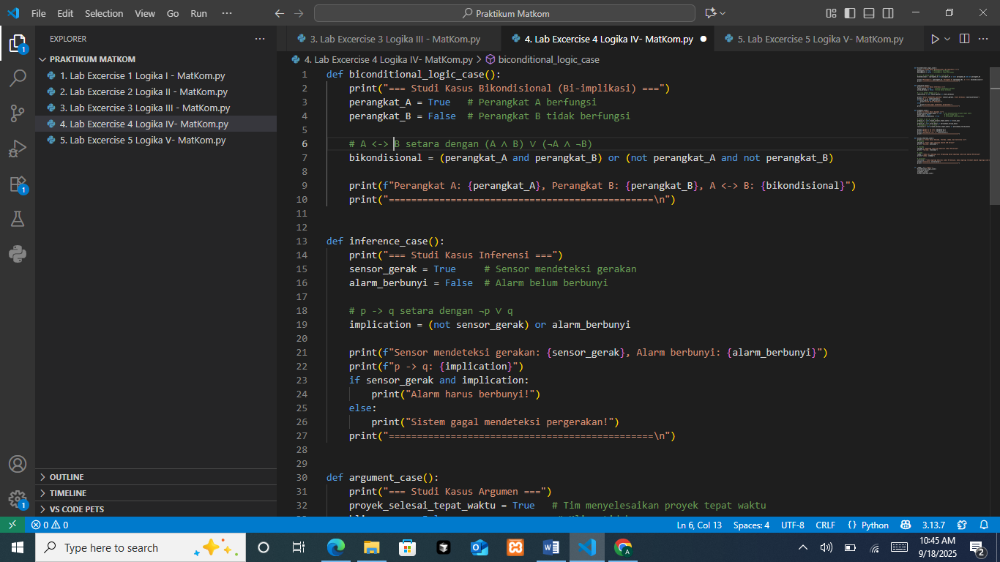 File Edit Selection View Go Run ··· Praktikum Matkom
EXPLORER ···
PRAKTIKUM MATKOM
1. Lab Excercise 1 Logika I - MatKom.py
2. Lab Excercise 2 Logika II - MatKom.py
3. Lab Excercise 3 Logika III - MatKom.py
4. Lab Excercise 4 Logika IV- MatKom.py
5. Lab Excercise 5 Logika V- MatKom.py
OUTLINE
TIMELINE
VS CODE PETS
3. Lab Excercise 3 Logika III - MatKom.py 4. Lab Excercise 4 Logika IV- MatKom.py 5. Lab Excercise 5 Logika V- MatKom.py
4. Lab Excercise 4 Logika IV- MatKom.py > biconditional_logic_case
1 def biconditional_logic_case():
2 print("=== Studi Kasus Bikondisional (Bi-implikasi) ===")
3 perangkat_A = True # Perangkat A berfungsi
4 perangkat_B = False # Perangkat B tidak berfungsi
5
6 # A <-> B setara dengan (A ∧ B) ∨ (¬A ∧ ¬B)
7 bikondisional = (perangkat_A and perangkat_B) or (not perangkat_A and not perangkat_B)
8
9 print(f"Perangkat A: {perangkat_A}, Perangkat B: {perangkat_B}, A <-> B: {bikondisional}")
10 print("===============================================\n")
11
12
13 def inference_case():
14 print("=== Studi Kasus Inferensi ===")
15 sensor_gerak = True # Sensor mendeteksi gerakan
16 alarm_berbunyi = False # Alarm belum berbunyi
17
18 # p -> q setara dengan ¬p ∨ q
19 implication = (not sensor_gerak) or alarm_berbunyi
20
21 print(f"Sensor mendeteksi gerakan: {sensor_gerak}, Alarm berbunyi: {alarm_berbunyi}")
22 print(f"p -> q: {implication}")
23 if sensor_gerak and implication:
24 print("Alarm harus berbunyi!")
25 else:
26 print("Sistem gagal mendeteksi pergerakan!")
27 print("===============================================\n")
28
29
30 def argument_case():
31 print("=== Studi Kasus Argumen ===")
32 proyek_selesai_tepat_waktu = True # Tim menyelesaikan proyek tepat waktu
0 0 Ln 6, Col 13 Spaces: 4 UTF-8 CRLF {} Python 3.13.7
Type here to search
10:45 AM
9/18/2025
2